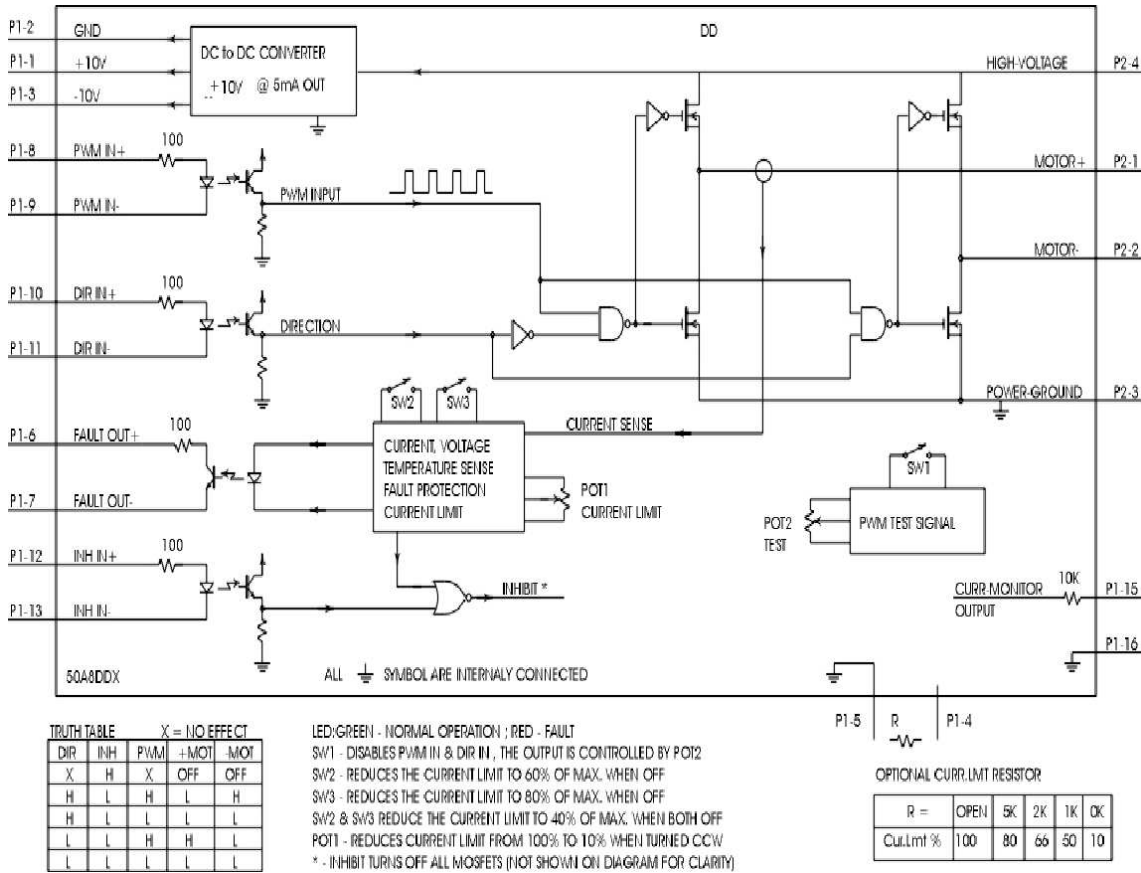 P1-2 GND
P1-1 +10V
P1-3 -10V
DC to DC CONVERTER
+10V @ 5mA OUT
DD
HIGH-VOLTAGE P2-4
100
P1-8 PWM IN+
P1-9 PWM IN-
PWM INPUT
MOTOR+ P2-1
MOTOR- P2-2
100
P1-10 DIR IN+
P1-11 DIR IN-
DIRECTION
POWER-GROUND P2-3
SW2 SW3
CURRENT SENSE
100
P1-6 FAULT OUT+
P1-7 FAULT OUT-
CURRENT, VOLTAGE
TEMPERATURE SENSE
FAULT PROTECTION
CURRENT LIMIT
POT1
CURRENT LIMIT
SW1
POT2
TEST
PWM TEST SIGNAL
100
P1-12 INH IN+
P1-13 INH IN-
INHIBIT *
CURR-MONITOR
OUTPUT
10K
P1-15
P1-16
50A8DDX
ALL SYMBOL ARE INTERNALY CONNECTED
P1-5 R P1-4
TRUTH TABLE X = NO EFFECT
DIR INH PWM +MOT -MOT
X H X OFF OFF
H L H L H
H L L L L
L L H H L
L L L L L
LED:GREEN - NORMAL OPERATION ; RED - FAULT
SW1 - DISABLES PWM IN & DIR IN , THE OUTPUT IS CONTROLLED BY POT2
SW2 - REDUCES THE CURRENT LIMIT TO 60% OF MAX. WHEN OFF
SW3 - REDUCES THE CURRENT LIMIT TO 80% OF MAX. WHEN OFF
SW2 & SW3 REDUCE THE CURRENT LIMIT TO 40% OF MAX. WHEN BOTH OFF
POT1 - REDUCES CURRENT LIMIT FROM 100% TO 10% WHEN TURNED CCW
* - INHIBIT TURNS OFF ALL MOSFETS (NOT SHOWN ON DIAGRAM FOR CLARITY)
OPTIONAL CURR.LMT RESISTOR
R = OPEN 5K 2K 1K 0K
Cur.Lmt % 100 80 66 50 10